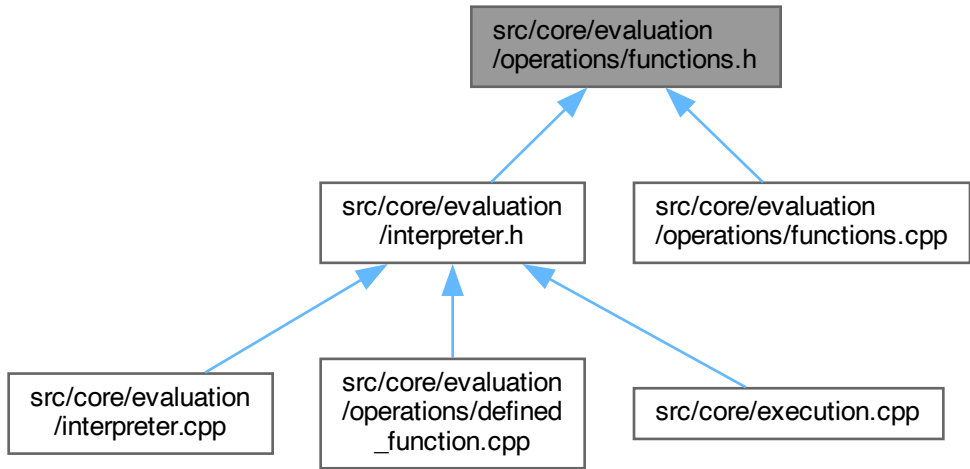 src/core/evaluation
/operations/functions.h
src/core/evaluation
/interpreter.h
src/core/evaluation
/operations/functions.cpp
src/core/evaluation
/interpreter.cpp
src/core/evaluation
/operations/defined
_function.cpp
src/core/execution.cpp